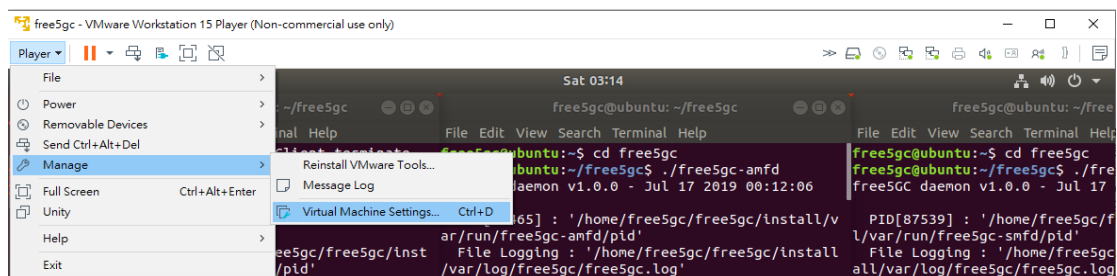 free5gc - VMware Workstation 15 Player (Non-commercial use only)
Player
File
Power
Removable Devices
Send Ctrl+Alt+Del
Manage
Full Screen Ctrl+Alt+Enter
Unity
Help
Exit
Reinstall VMware Tools...
Message Log
Virtual Machine Settings... Ctrl+D
Sat 03:14
: ~/free5gc
inal Help
ee5gc/free5gc/inst
/pid'
free5gc@ubuntu: ~/free5gc
File Edit View Search Terminal Help
ubuntu:~$ cd free5gc
ubuntu:~/free5gc$ ./free5gc-amfd
daemon v1.0.0 - Jul 17 2019 00:12:06
465] : '/home/free5gc/free5gc/install/v
ar/run/free5gc-amfd/pid'
File Logging : '/home/free5gc/free5gc/install
/var/log/free5gc/free5gc.log'
free5gc@ubuntu: ~/free
File Edit View Search Terminal Help
free5gc@ubuntu:~$ cd free5gc
free5gc@ubuntu:~/free5gc$ ./fre
free5GC daemon v1.0.0 - Jul 17
PID[87539] : '/home/free5gc/f
l/var/run/free5gc-smfd/pid'
File Logging : '/home/free5gc
all/var/log/free5gc/free5gc.log